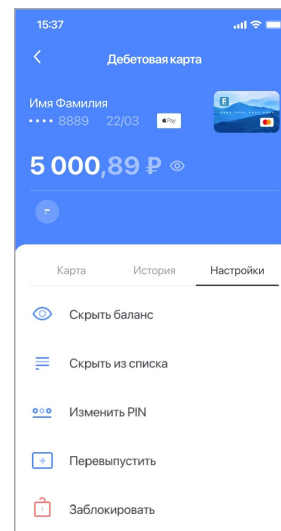 15:37
Дебетовая карта
Имя Фамилия
•••• 8889 22/03 Pay
5 000,89 ₽
Карта История Настройки
Скрыть баланс
Скрыть из списка
Изменить PIN
Перевыпустить
Заблокировать